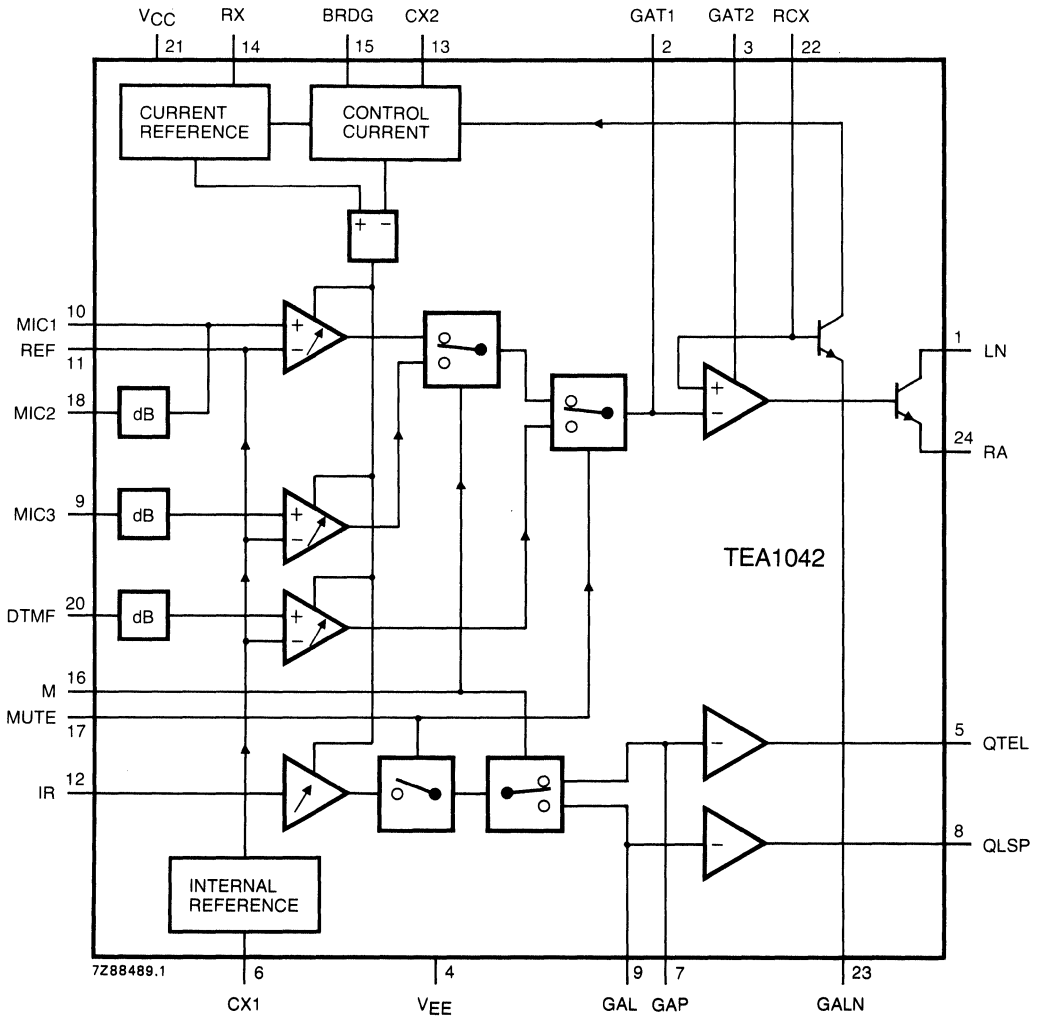 VCC RX BRDG CX2 GAT1 GAT2 RCX
21 14 15 13 2 3 22
CURRENT
REFERENCE
CONTROL
CURRENT
+ −
MIC1 10
REF 11
MIC2 18
dB
MIC3 9
dB
DTMF 20
dB
M 16
MUTE 17
IR 12
+
−
+
−
+
−
+
−
1 LN
24 RA
TEA1042
−
5 QTEL
−
8 QLSP
INTERNAL
REFERENCE
7Z88489.1
6 4 9 7 23
CX1 VEE GAL GAP GALN